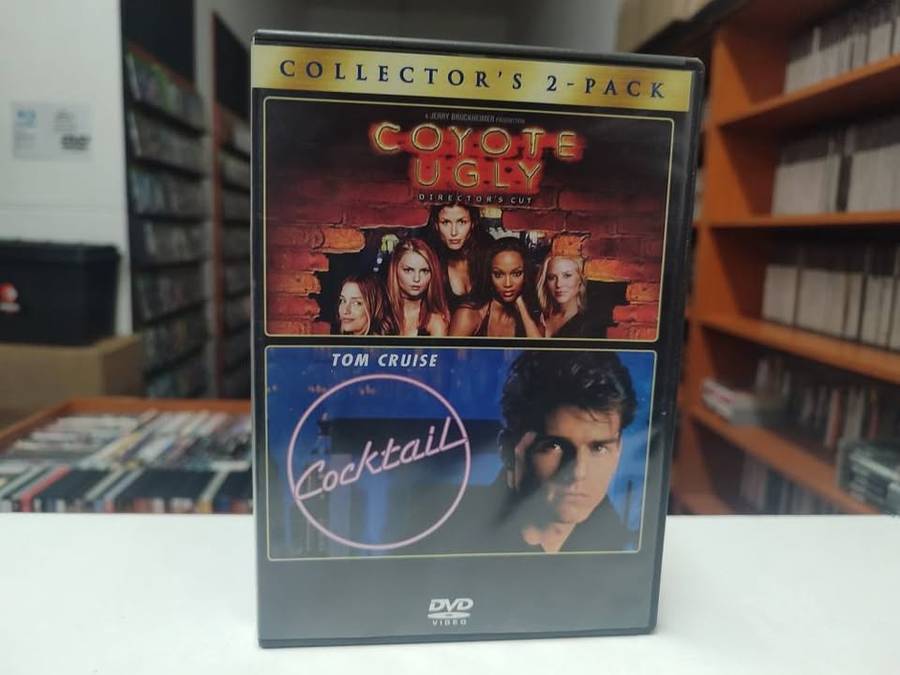 COLLECTOR'S 2-PACK
A JERRY BRUCKHEIMER PRODUCTION
COYOTE
UGLY
DIRECTOR'S CUT
TOM CRUISE
Cocktail
DVD
VIDEO